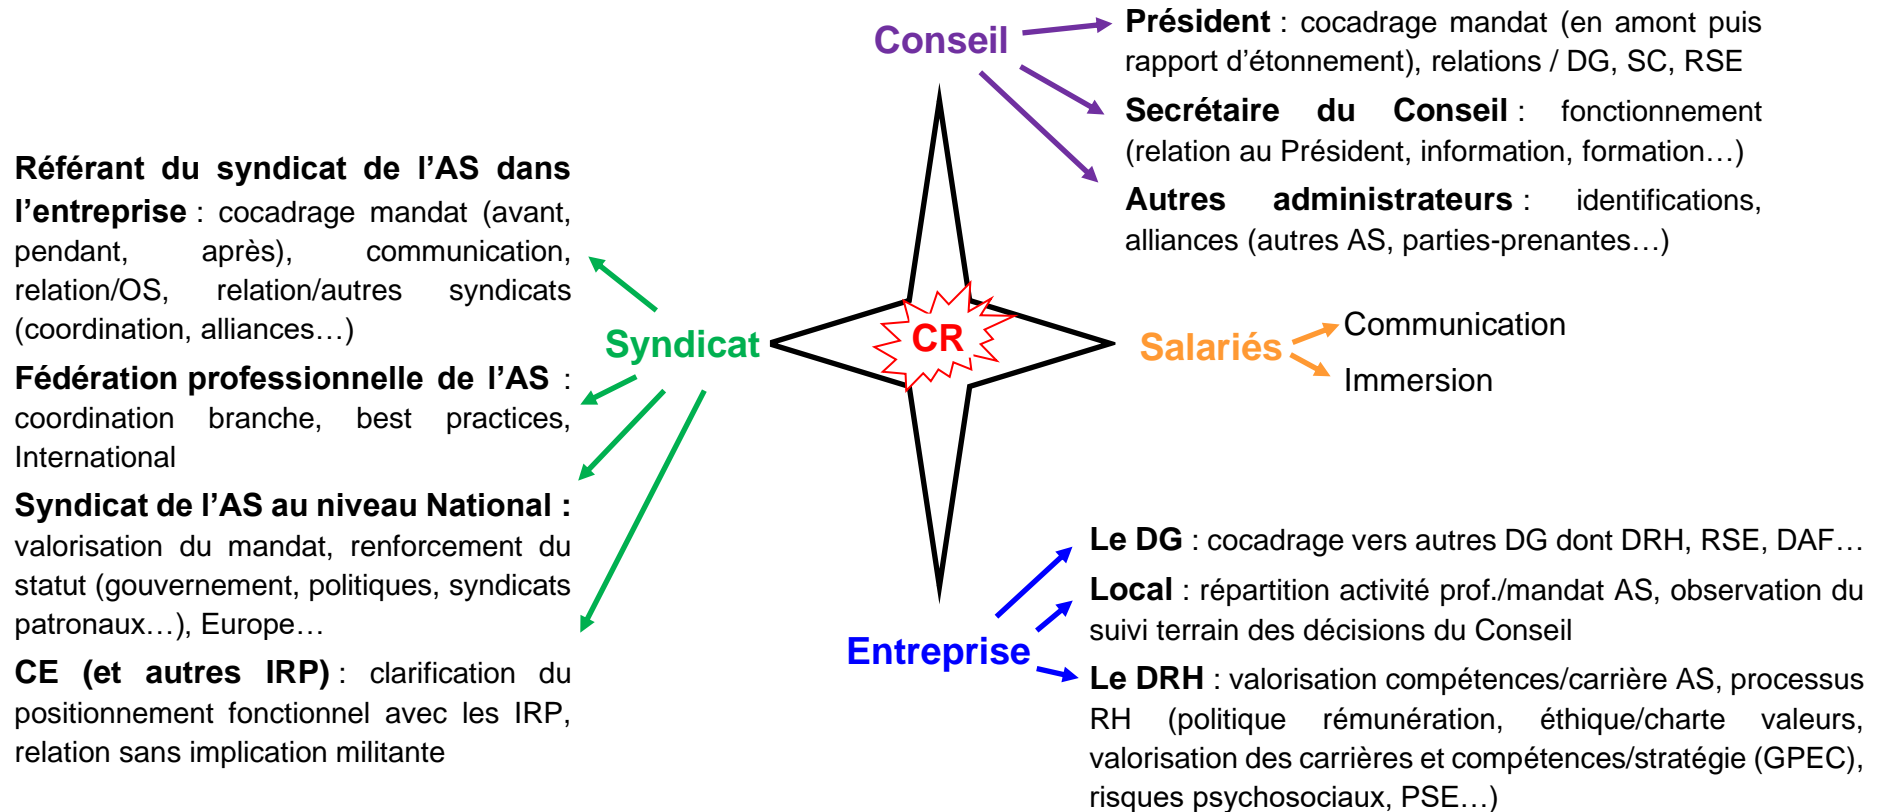 Conseil
Président : cocadrage mandat (en amont puis
rapport d’étonnement), relations / DG, SC, RSE
Secrétaire du Conseil : fonctionnement
(relation au Président, information, formation…)
Autres administrateurs : identifications,
alliances (autres AS, parties-prenantes…)
Référant du syndicat de l’AS dans
l’entreprise : cocadrage mandat (avant,
pendant, après), communication,
relation/OS, relation/autres syndicats
(coordination, alliances…)
Fédération professionnelle de l’AS :
coordination branche, best practices,
International
Syndicat de l’AS au niveau National :
valorisation du mandat, renforcement du
statut (gouvernement, politiques, syndicats
patronaux…), Europe…
CE (et autres IRP) : clarification du
positionnement fonctionnel avec les IRP,
relation sans implication militante
Syndicat
CR
Salariés
Communication
Immersion
Entreprise
Le DG : cocadrage vers autres DG dont DRH, RSE, DAF…
Local : répartition activité prof./mandat AS, observation du
suivi terrain des décisions du Conseil
Le DRH : valorisation compétences/carrière AS, processus
RH (politique rémunération, éthique/charte valeurs,
valorisation des carrières et compétences/stratégie (GPEC),
risques psychosociaux, PSE…)